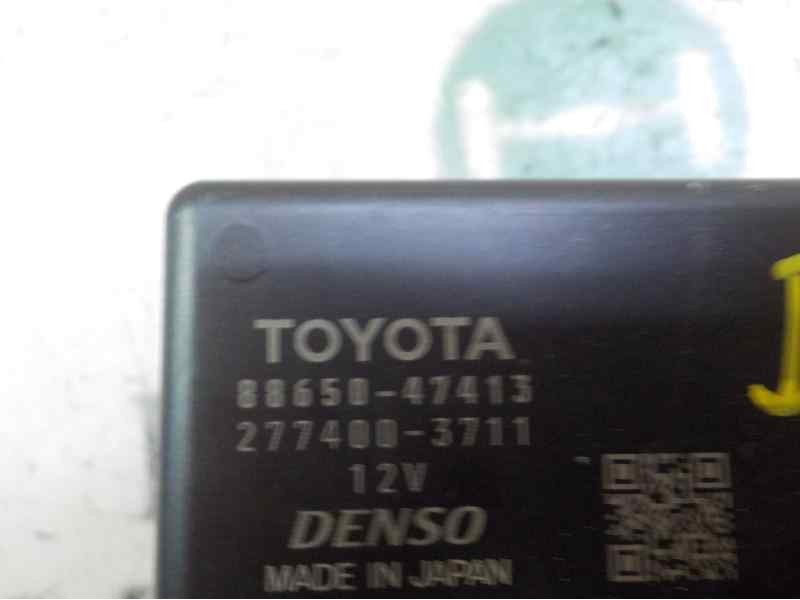 TOYOTA
88650-47413
277400-3711
12V
DENSO
MADE IN JAPAN